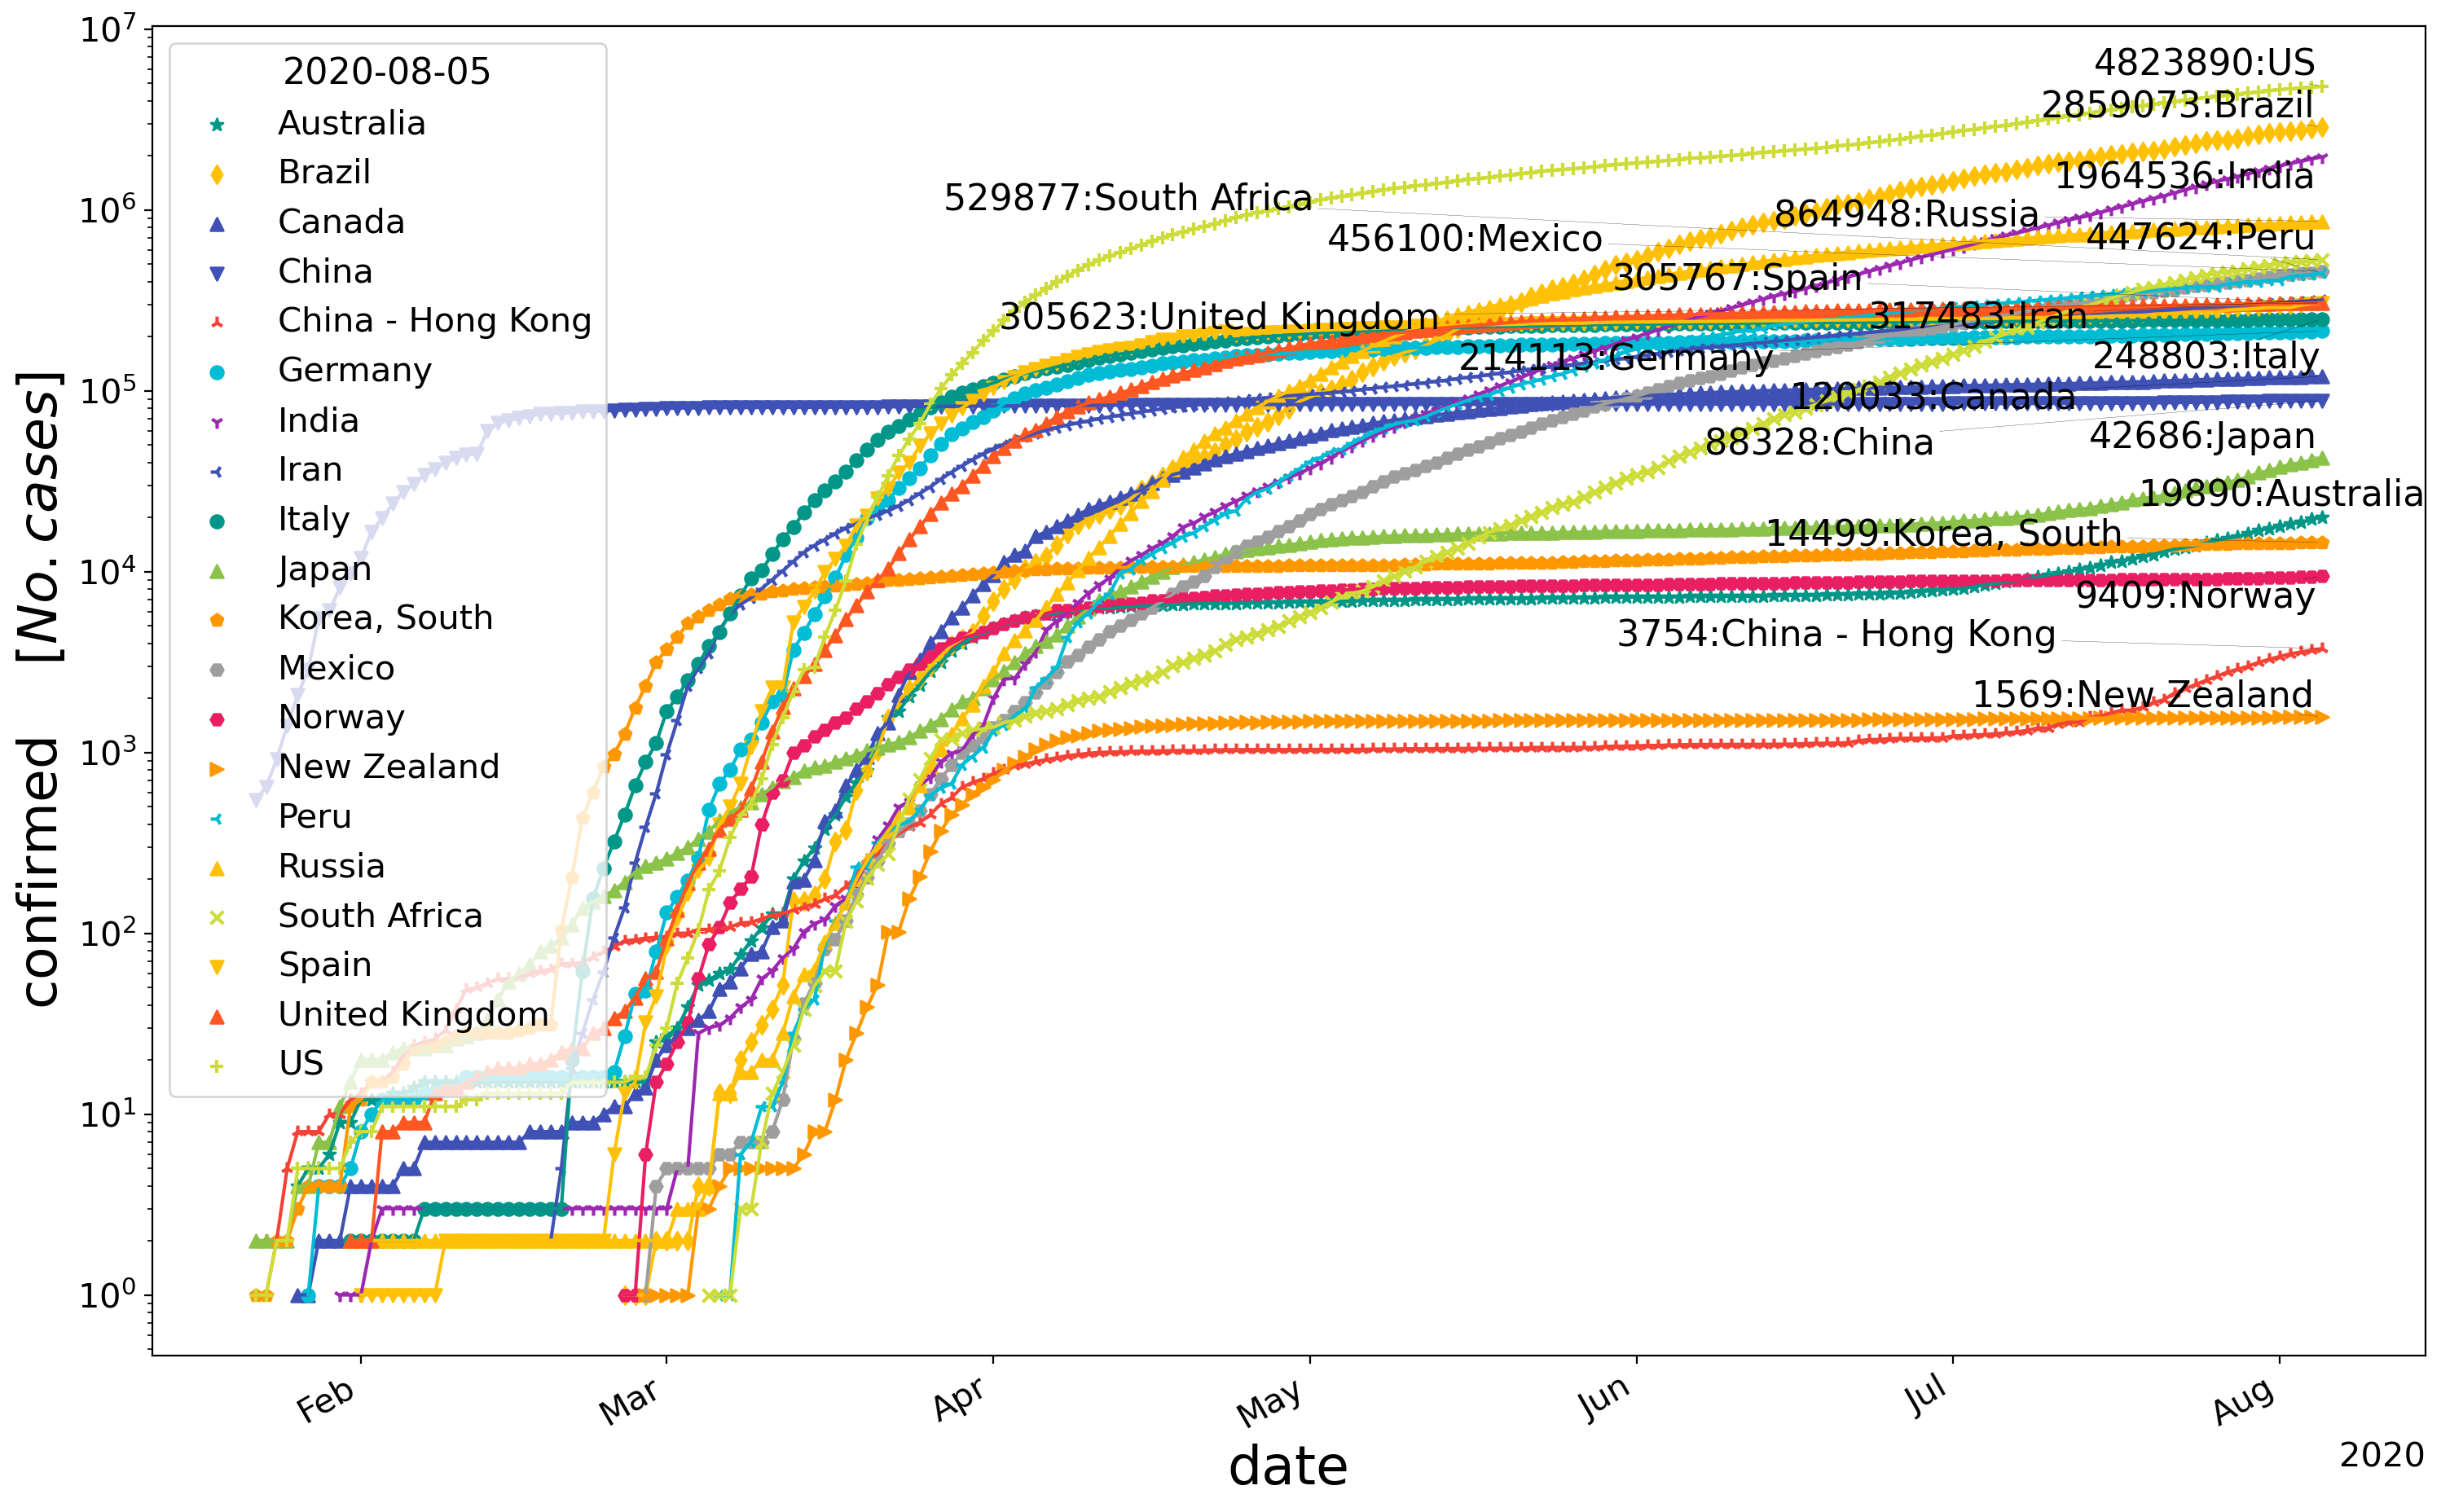 10^7
10^6
10^5
10^4
10^3
10^2
10^1
10^0
confirmed [No. cases]
2020-08-05
Australia
Brazil
Canada
China
China - Hong Kong
Germany
India
Iran
Italy
Japan
Korea, South
Mexico
Norway
New Zealand
Peru
Russia
South Africa
Spain
United Kingdom
US
4823890:US
2859073:Brazil
1964536:India
529877:South Africa
864948:Russia
456100:Mexico
447624:Peru
305767:Spain
305623:United Kingdom
317483:Iran
214113:Germany
248803:Italy
120033:Canada
88328:China
42686:Japan
19890:Australia
14499:Korea, South
9409:Norway
3754:China - Hong Kong
1569:New Zealand
Feb
Mar
Apr
May
Jun
Jul
Aug
date
2020